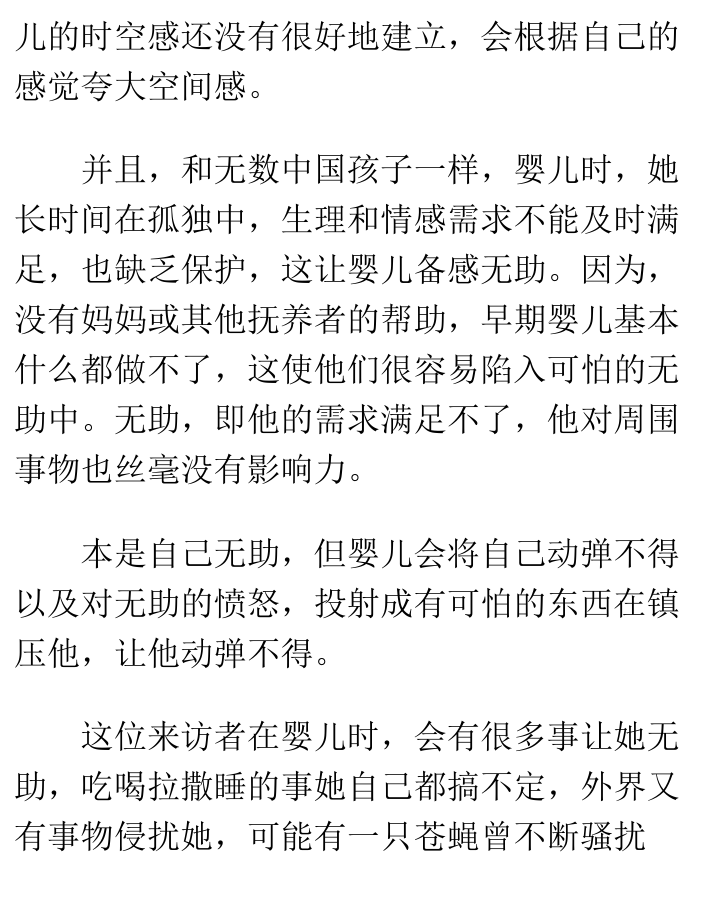 儿的时空感还没有很好地建立，会根据自己的
感觉夸大空间感。
并且，和无数中国孩子一样，婴儿时，她
长时间在孤独中，生理和情感需求不能及时满
足，也缺乏保护，这让婴儿备感无助。因为，
没有妈妈或其他抚养者的帮助，早期婴儿基本
什么都做不了，这使他们很容易陷入可怕的无
助中。无助，即他的需求满足不了，他对周围
事物也丝毫没有影响力。
本是自己无助，但婴儿会将自己动弹不得
以及对无助的愤怒，投射成有可怕的东西在镇
压他，让他动弹不得。
这位来访者在婴儿时，会有很多事让她无
助，吃喝拉撒睡的事她自己都搞不定，外界又
有事物侵扰她，可能有一只苍蝇曾不断骚扰